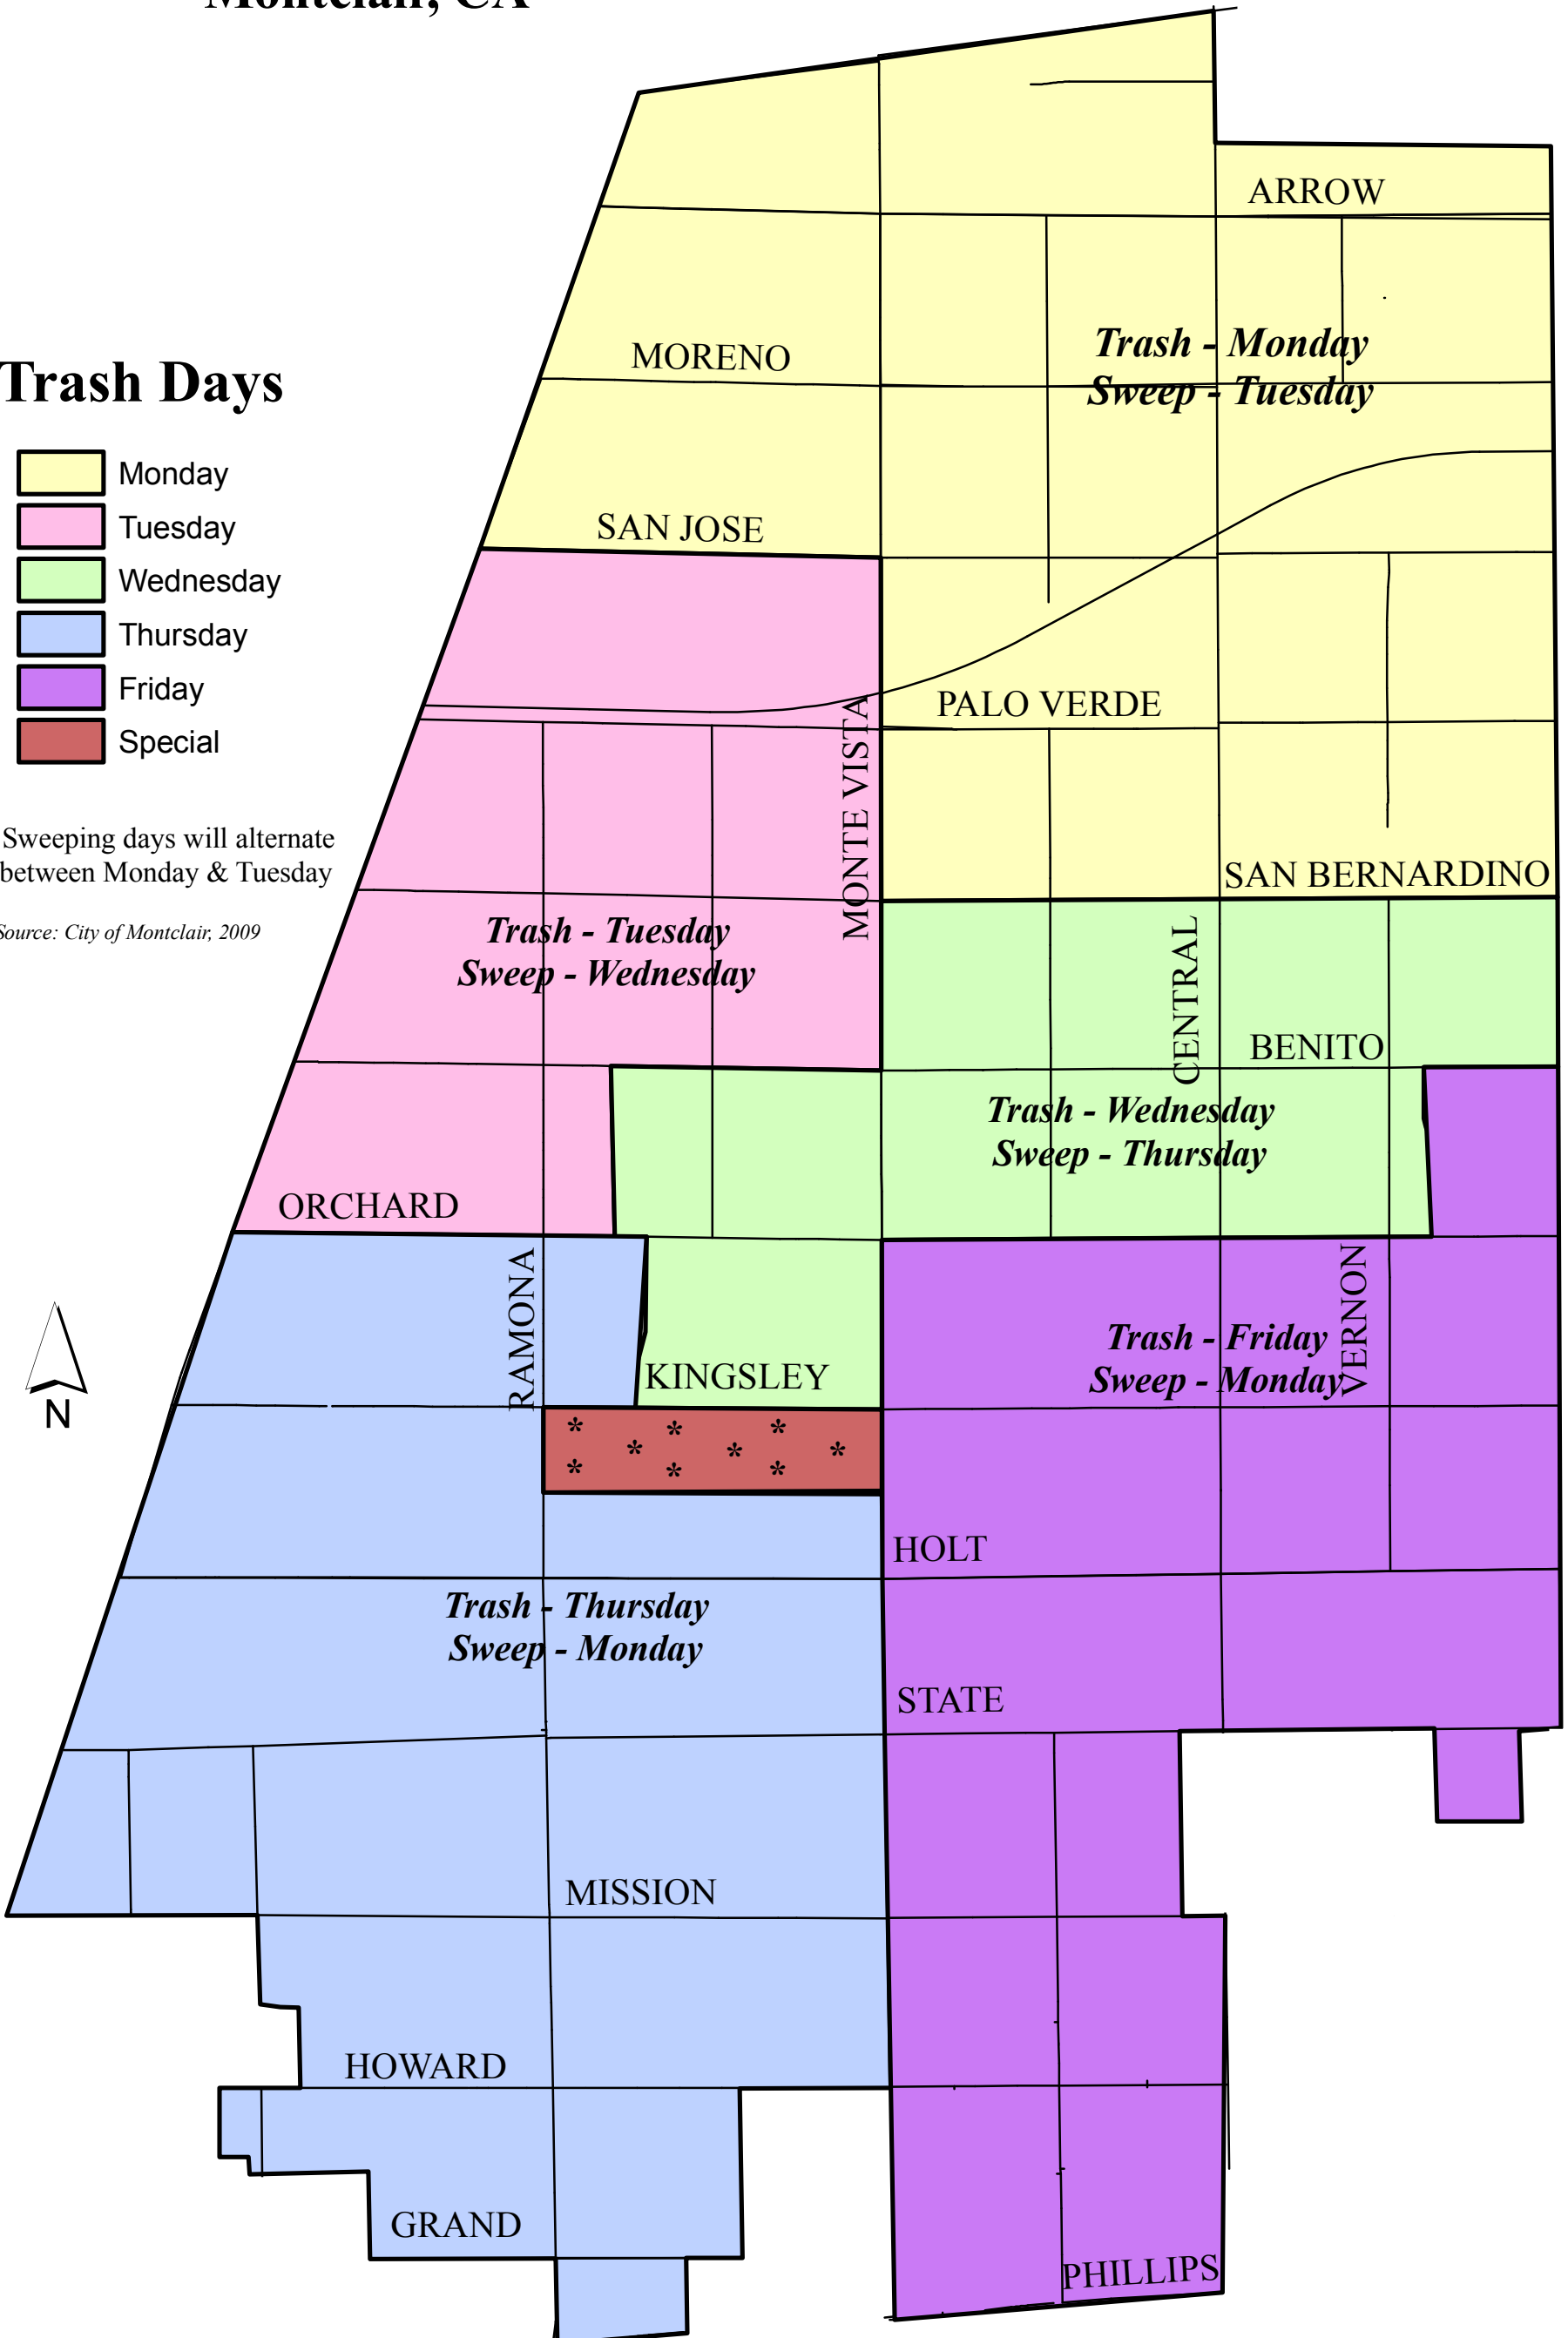 Montclair, CA
ARROW
MORENO
Trash - Monday
Sweep - Tuesday
Trash Days
Monday
Tuesday
Wednesday
Thursday
Friday
Special
SAN JOSE
PALO VERDE
MONTE VISTA
Sweeping days will alternate
between Monday & Tuesday
SAN BERNARDINO
Source: City of Montclair, 2009
Trash - Tuesday
Sweep - Wednesday
CENTRAL
BENITO
Trash - Wednesday
Sweep - Thursday
ORCHARD
RAMONA
VERNON
Trash - Friday
Sweep - Monday
KINGSLEY
N
* * *
* * *
* * *
HOLT
Trash - Thursday
Sweep - Monday
STATE
MISSION
HOWARD
GRAND
PHILLIPS